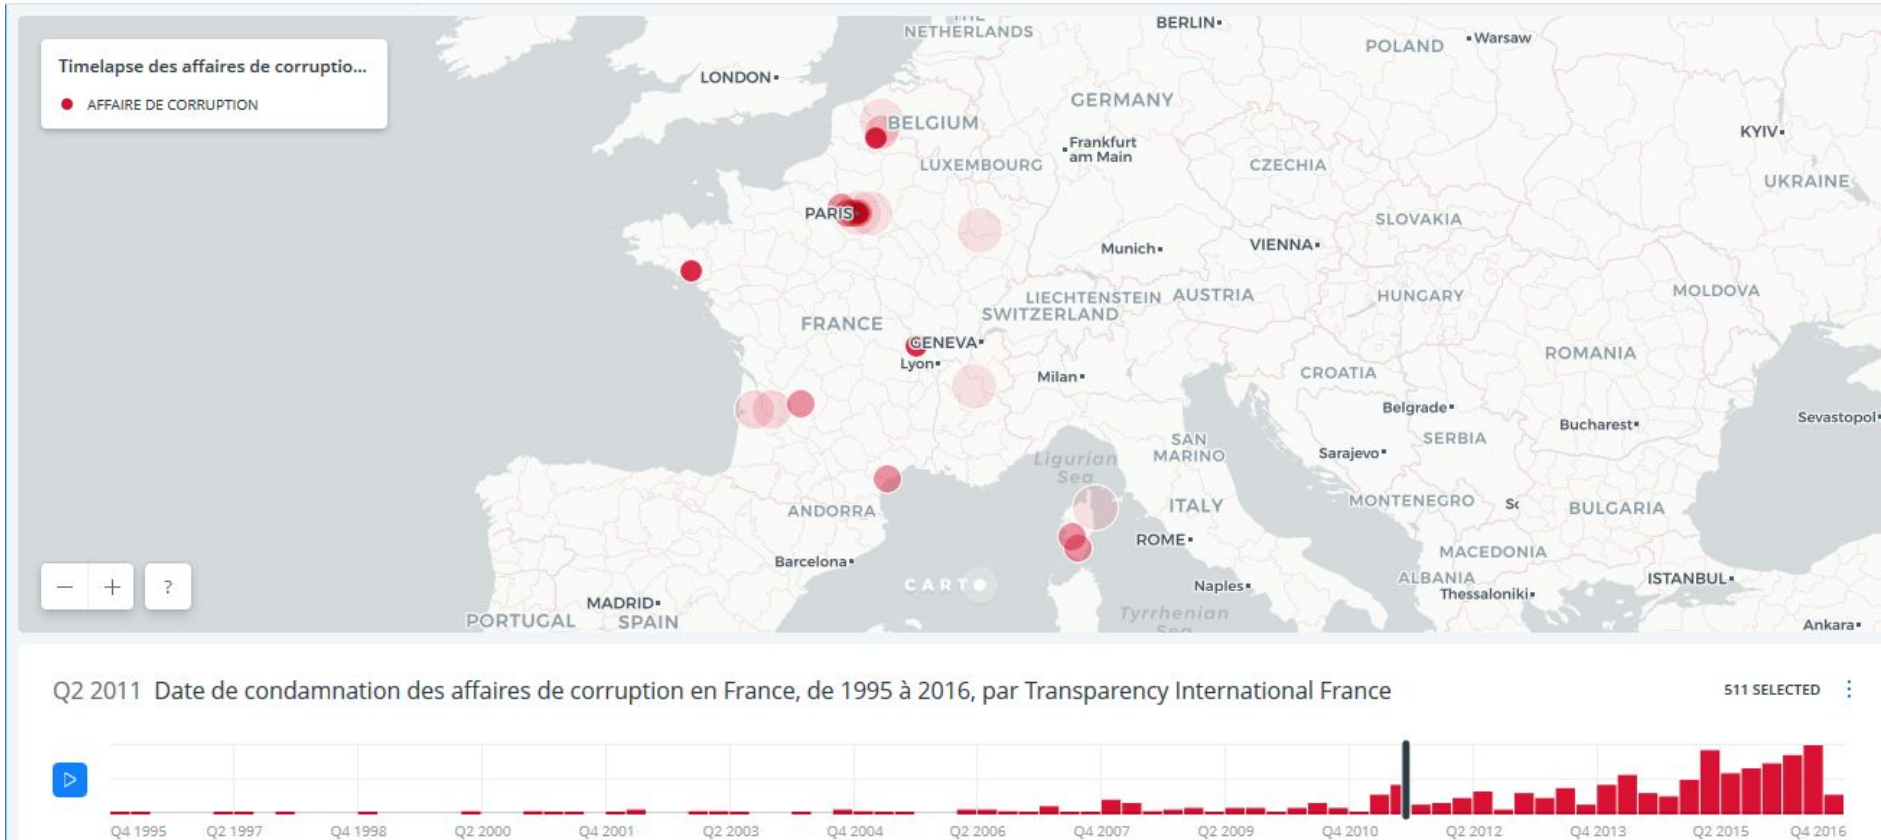 THE
NETHERLANDS
BERLIN
POLAND
Warsaw
Timelapse des affaires de corruptio...
AFFAIRE DE CORRUPTION
LONDON
GERMANY
BELGIUM
KYIV
Frankfurt
am Main
LUXEMBOURG
CZECHIA
UKRAINE
PARIS
SLOVAKIA
Munich
VIENNA
LIECHTENSTEIN
AUSTRIA
HUNGARY
MOLDOVA
SWITZERLAND
FRANCE
GENEVA
Lyon
ROMANIA
Milan
CROATIA
Belgrade
Bucharest
Sevastopol
SAN
MARINO
SERBIA
Sarajevo
Ligurian
Sea
MONTENEGRO
So
BULGARIA
ANDORRA
ITALY
ROME
MACEDONIA
Barcelona
CARTO
Naples
ALBANIA
ISTANBUL
Thessaloniki
− + ?
MADRID
PORTUGAL
SPAIN
Tyrrhenian
Sea
Ankara
Q2 2011 Date de condamnation des affaires de corruption en France, de 1995 à 2016, par Transparency International France
511 SELECTED
Q4 1995 Q2 1997 Q4 1998 Q2 2000 Q4 2001 Q2 2003 Q4 2004 Q2 2006 Q4 2007 Q2 2009 Q4 2010 Q2 2012 Q4 2013 Q2 2015 Q4 2016